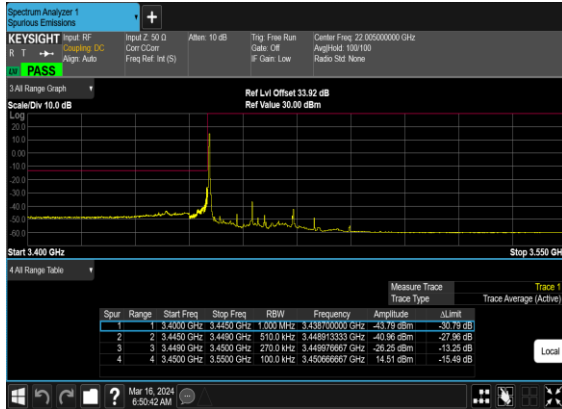 Spectrum Analyzer 1
Spurious Emissions
+
KEYSIGHT Input: RF Input Z: 50 Ω Atten: 10 dB Trig: Free Run Center Freq: 22.005000000 GHz
R T Coupling: DC Corr CCorr Gate: Off Avg|Hold: 100/100
Align: Auto Freq Ref: Int (S) IF Gain: Low Radio Std: None
PASS
3 All Range Graph Ref Lvl Offset 33.92 dB
Scale/Div 10.0 dB Ref Value 30.00 dBm
Log
20.0
10.0
0.00
-10.0
-20.0
-30.0
-40.0
-50.0
-60.0
Start 3.400 GHz Stop 3.550 GH
4 All Range Table
Measure Trace Trace 1
Trace Type Trace Average (Active)
Spur Range Start Freq Stop Freq RBW Frequency Amplitude ΔLimit
1 1 3.4000 GHz 3.4450 GHz 1.000 MHz 3.438700000 GHz -43.79 dBm -30.79 dB
2 2 3.4450 GHz 3.4490 GHz 510.0 kHz 3.448913333 GHz -40.96 dBm -27.96 dB
3 3 3.4490 GHz 3.4500 GHz 270.0 kHz 3.449976667 GHz -26.25 dBm -13.25 dB
4 4 3.4500 GHz 3.5500 GHz 100.0 kHz 3.450666667 GHz 14.51 dBm -15.49 dB
Local
? Mar 16, 2024
6:50:42 AM